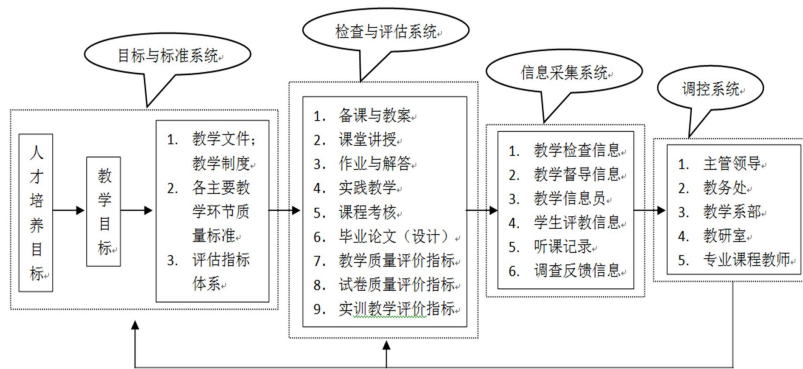 目标与标准系统
检查与评估系统
信息采集系统
调控系统
人才培养目标
教学目标
1. 教学文件；
教学制度
2. 各主要教
学环节质
量标准
3. 评估指标
体系
1. 备课与教案
2. 课堂讲授
3. 作业与解答
4. 实践教学
5. 课程考核
6. 毕业论文（设计）
7. 教学质量评价指标
8. 试卷质量评价指标
9. 实训教学评价指标
1. 教学检查信息
2. 教学督导信息
3. 教学信息员
4. 学生评教信息
5. 听课记录
6. 调查反馈信息
1. 主管领导
2. 教务处
3. 教学系部
4. 教研室
5. 专业课程教师